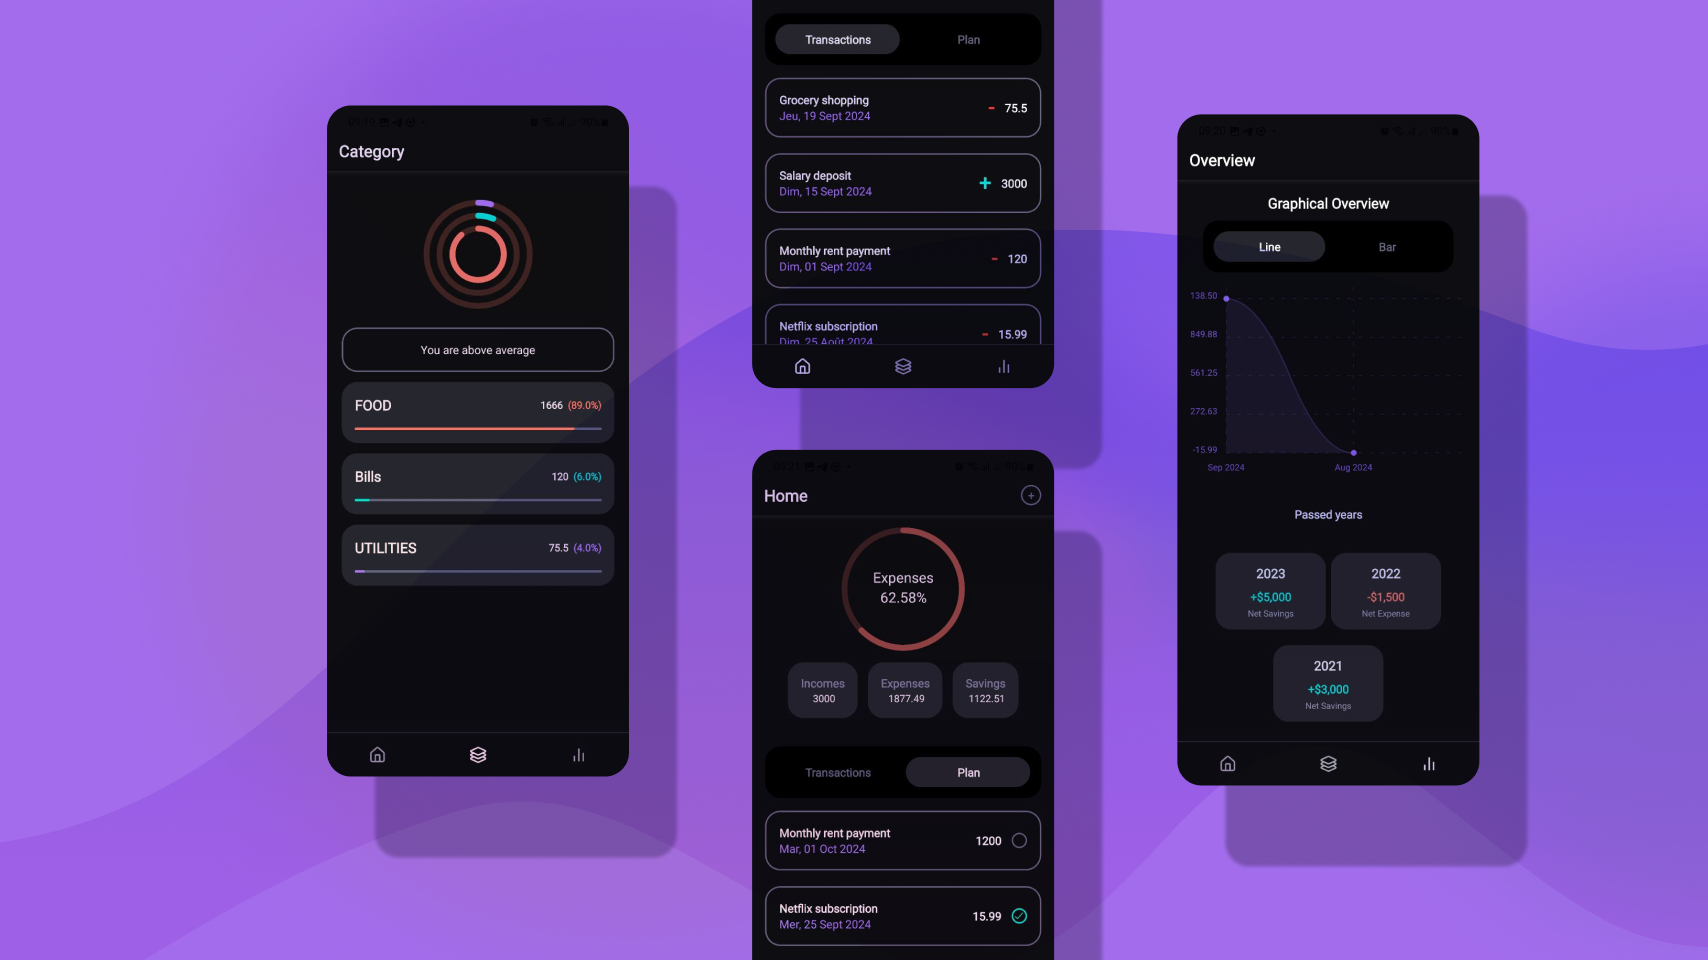 Category
You are above average
FOOD
1666 (89.0%)
Bills
120 (6.0%)
UTILITIES
75.5 (4.0%)
Transactions
Plan
Grocery shopping
- 75.5
Jeu, 19 Sept 2024
Salary deposit
+ 3000
Dim, 15 Sept 2024
Monthly rent payment
- 120
Dim, 01 Sept 2024
Netflix subscription
- 15.99
Dim, 25 Août 2024
Home
Expenses
62.58%
Incomes
3000
Expenses
1877.49
Savings
1122.51
Transactions
Plan
Monthly rent payment
1200
Mar, 01 Oct 2024
Netflix subscription
15.99
Mer, 25 Sept 2024
Overview
Graphical Overview
Line
Bar
138.50
849.88
561.25
272.63
-15.99
Sep 2024
Aug 2024
Passed years
2023
+$5,000
Net Savings
2022
-$1,500
Net Expense
2021
+$3,000
Net Savings